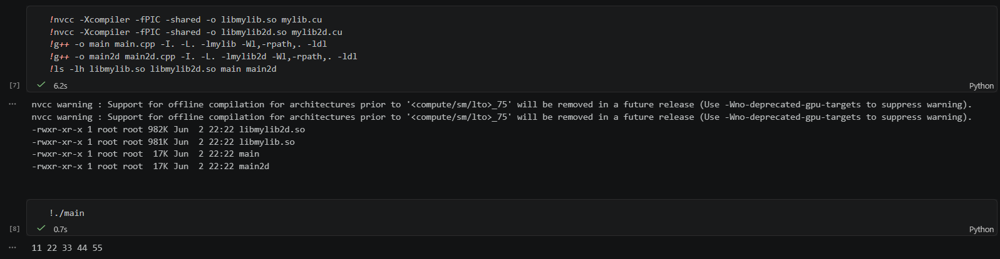 !nvcc -Xcompiler -fPIC -shared -o libmylib.so mylib.cu
!nvcc -Xcompiler -fPIC -shared -o libmylib2d.so mylib2d.cu
!g++ -o main main.cpp -I. -L. -lmylib -Wl,-rpath,. -ldl
!g++ -o main2d main2d.cpp -I. -L. -lmylib2d -Wl,-rpath,. -ldl
!ls -lh libmylib.so libmylib2d.so main main2d
[7] ✓ 6.2s Python
... nvcc warning : Support for offline compilation for architectures prior to '<compute/sm/lto>_75' will be removed in a future release (Use -Wno-deprecated-gpu-targets to suppress warning).
nvcc warning : Support for offline compilation for architectures prior to '<compute/sm/lto>_75' will be removed in a future release (Use -Wno-deprecated-gpu-targets to suppress warning).
-rwxr-xr-x 1 root root 982K Jun  2 22:22 libmylib2d.so
-rwxr-xr-x 1 root root 981K Jun  2 22:22 libmylib.so
-rwxr-xr-x 1 root root  17K Jun  2 22:22 main
-rwxr-xr-x 1 root root  17K Jun  2 22:22 main2d
!./main
[8] ✓ 0.7s Python
... 11 22 33 44 55